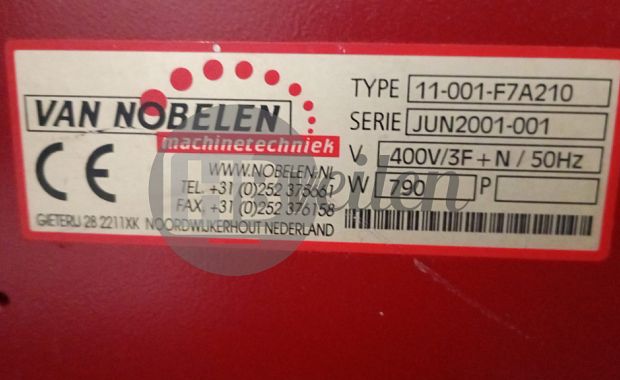 VAN NOBELEN
machinetechniek
WWW.NOBELEN.NL
TEL. +31 (0)252 375661
FAX. +31 (0)252 376158
GIETERIJ 28 2211XK NOORDWIJKERHOUT NEDERLAND
CE
TYPE 11-001-F7A210
SERIE JUN2001-001
V 400V/3F + N / 50Hz
W 790 P